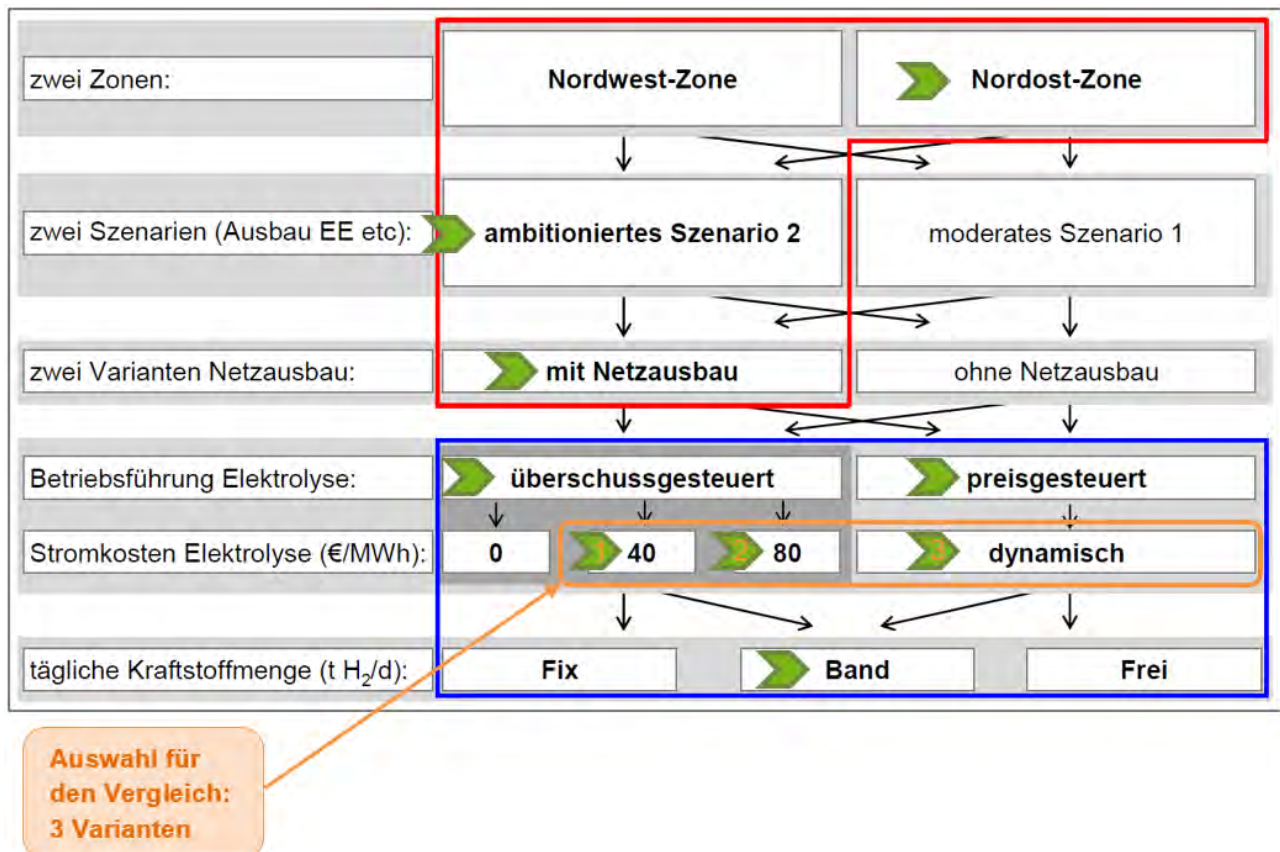 zwei Zonen:
Nordwest-Zone
Nordost-Zone
zwei Szenarien (Ausbau EE etc):
ambitioniertes Szenario 2
moderates Szenario 1
zwei Varianten Netzausbau:
mit Netzausbau
ohne Netzausbau
Betriebsführung Elektrolyse:
überschussgesteuert
preisgesteuert
Stromkosten Elektrolyse (€/MWh):
0
1 40
2 80
3 dynamisch
tägliche Kraftstoffmenge (t H₂/d):
Fix
Band
Frei
Auswahl für
den Vergleich:
3 Varianten